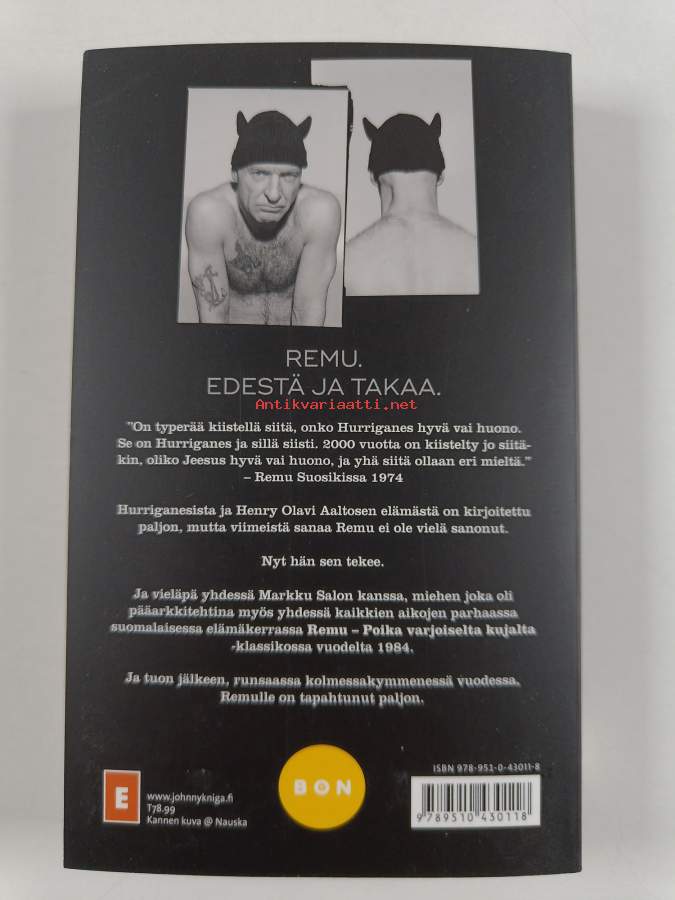 REMU.
EDESTÄ JA TAKAA.
Antikvariaatti.net
"On typerää kiistellä siitä, onko Hurriganes hyvä vai huono.
Se on Hurriganes ja sillä siisti. 2000 vuotta on kiistelty jo siitä-
kin, oliko Jeesus hyvä vai huono, ja yhä siitä ollaan eri mieltä."
– Remu Suosikissa 1974
Hurriganesista ja Henry Olavi Aaltosen elämästä on kirjoitettu
paljon, mutta viimeistä sanaa Remu ei ole vielä sanonut.
Nyt hän sen tekee.
Ja vieläpä yhdessä Markku Salon kanssa, miehen joka oli
pääarkkitehtina myös yhdessä kaikkien aikojen parhaassa
suomalaisessa elämäkerrassa Remu – Poika varjoiselta kujalta
-klassikossa vuodelta 1984.
Ja tuon jälkeen, runsaassa kolmessakymmenessä vuodessa,
Remulle on tapahtunut paljon.
E
www.johnnykniga.fi
T78.99
Kannen kuva @ Nauska
BON
ISBN 978-951-0-43011-8
9 789510 430118